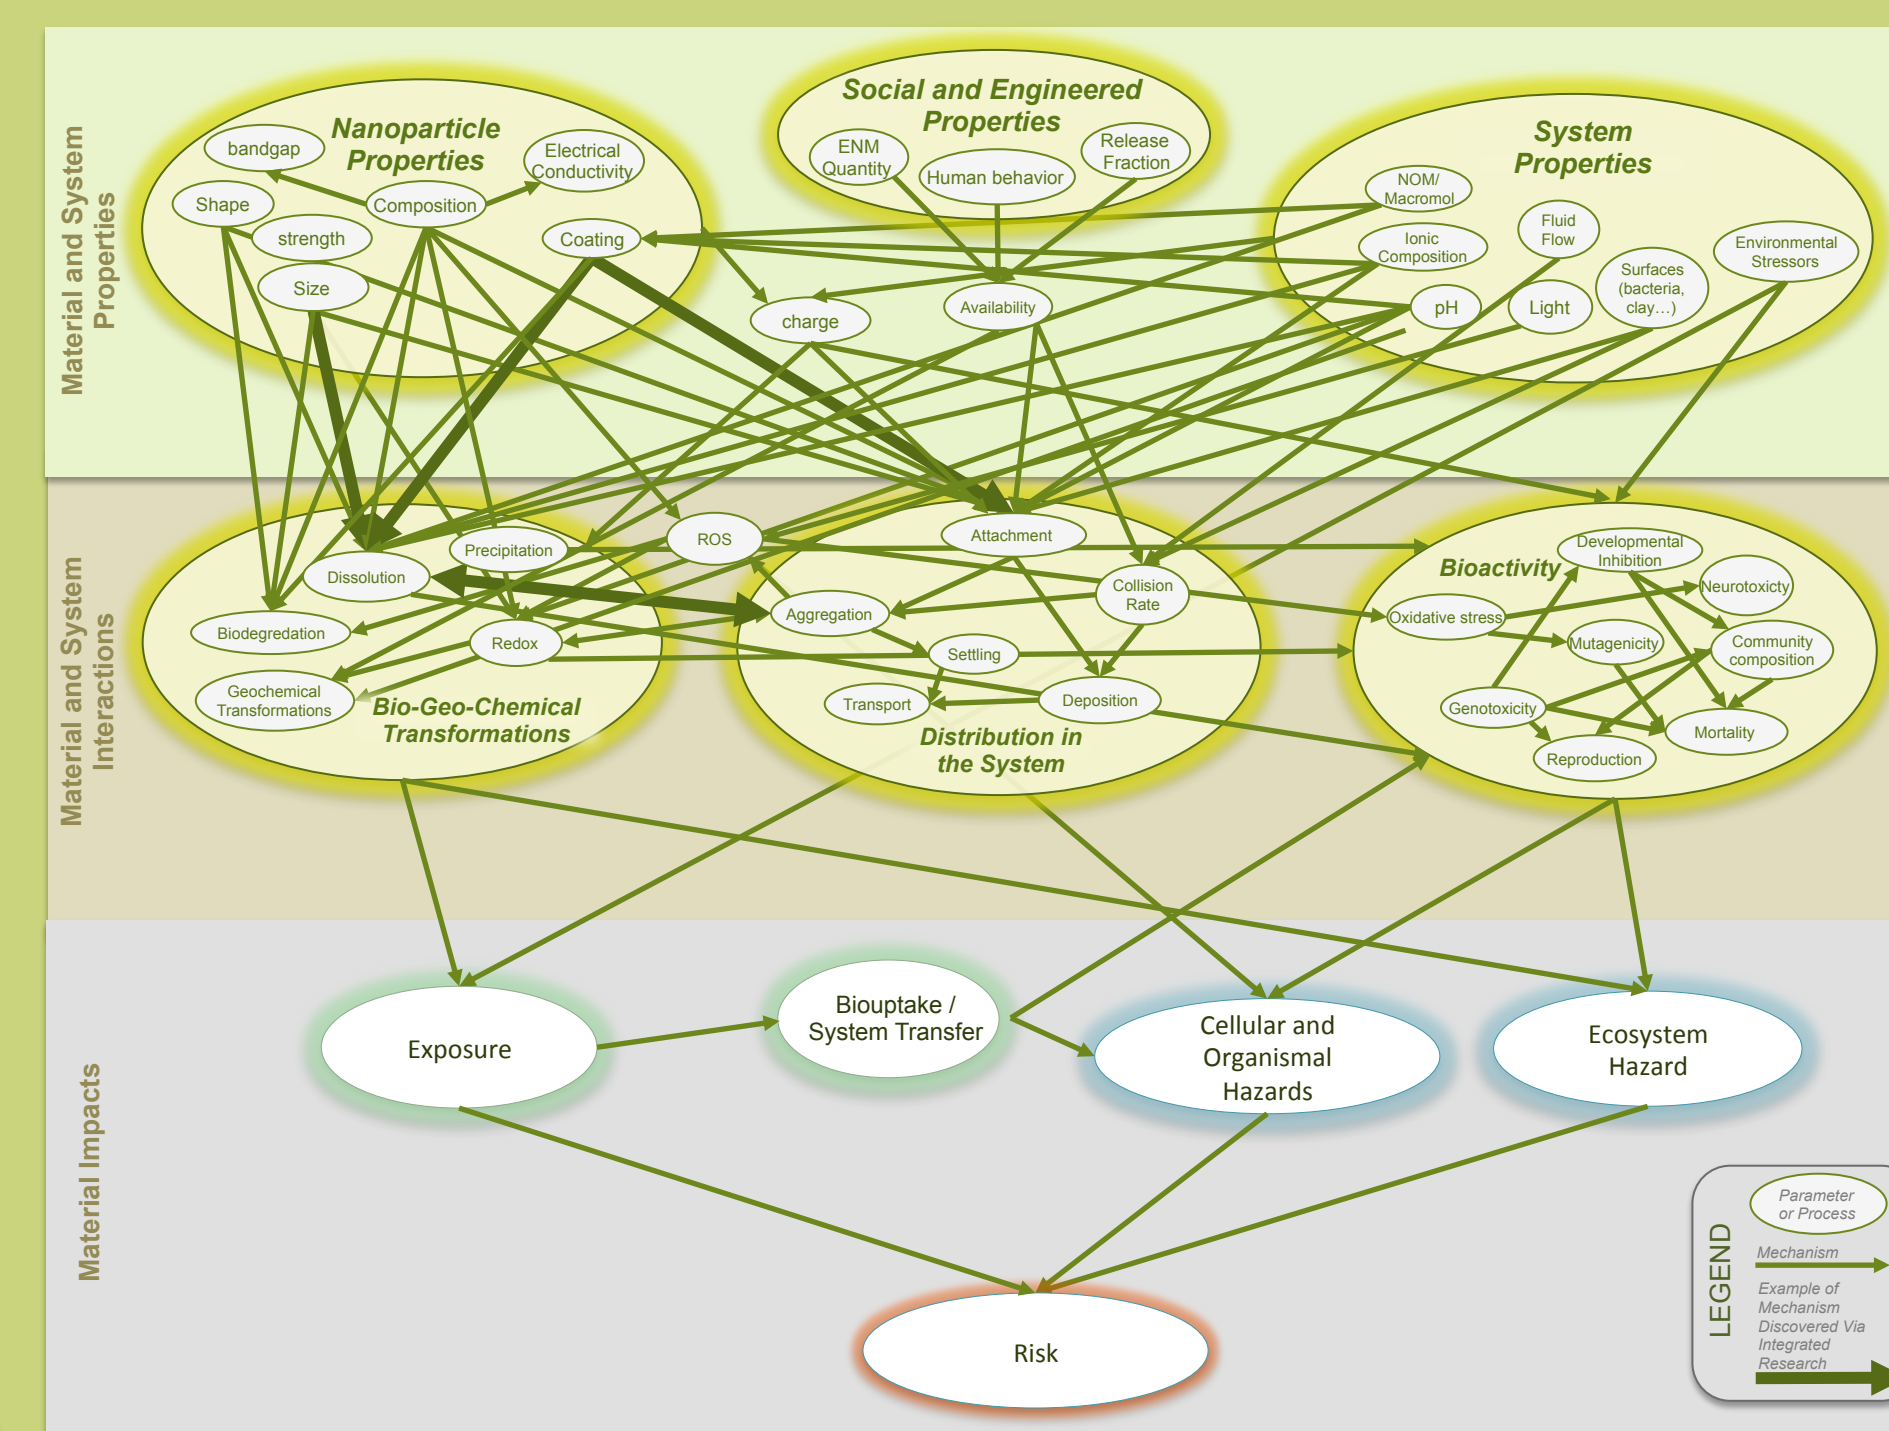 Material and System
Properties
Nanoparticle
Properties
bandgap
Electrical
Conductivity
Shape
Composition
strength
Coating
Size
Social and Engineered
Properties
ENM
Quantity
Human behavior
Release
Fraction
charge
Availability
System
Properties
NOM/
Macromol
Ionic
Composition
Fluid
Flow
Environmental
Stressors
Surfaces
(bacteria,
clay…)
pH
Light
Material and System
Interactions
Precipitation
Dissolution
Biodegredation
Redox
Geochemical
Transformations
Bio-Geo-Chemical
Transformations
ROS
Attachment
Collision
Rate
Aggregation
Settling
Transport
Deposition
Distribution in
the System
Bioactivity
Developmental
Inhibition
Neurotoxicty
Oxidative stress
Mutagenicity
Community
composition
Genotoxicity
Mortality
Reproduction
Material Impacts
Exposure
Biouptake /
System Transfer
Cellular and
Organismal
Hazards
Ecosystem
Hazard
Risk
LEGEND
Parameter
or Process
Mechanism
Example of
Mechanism
Discovered Via
Integrated
Research